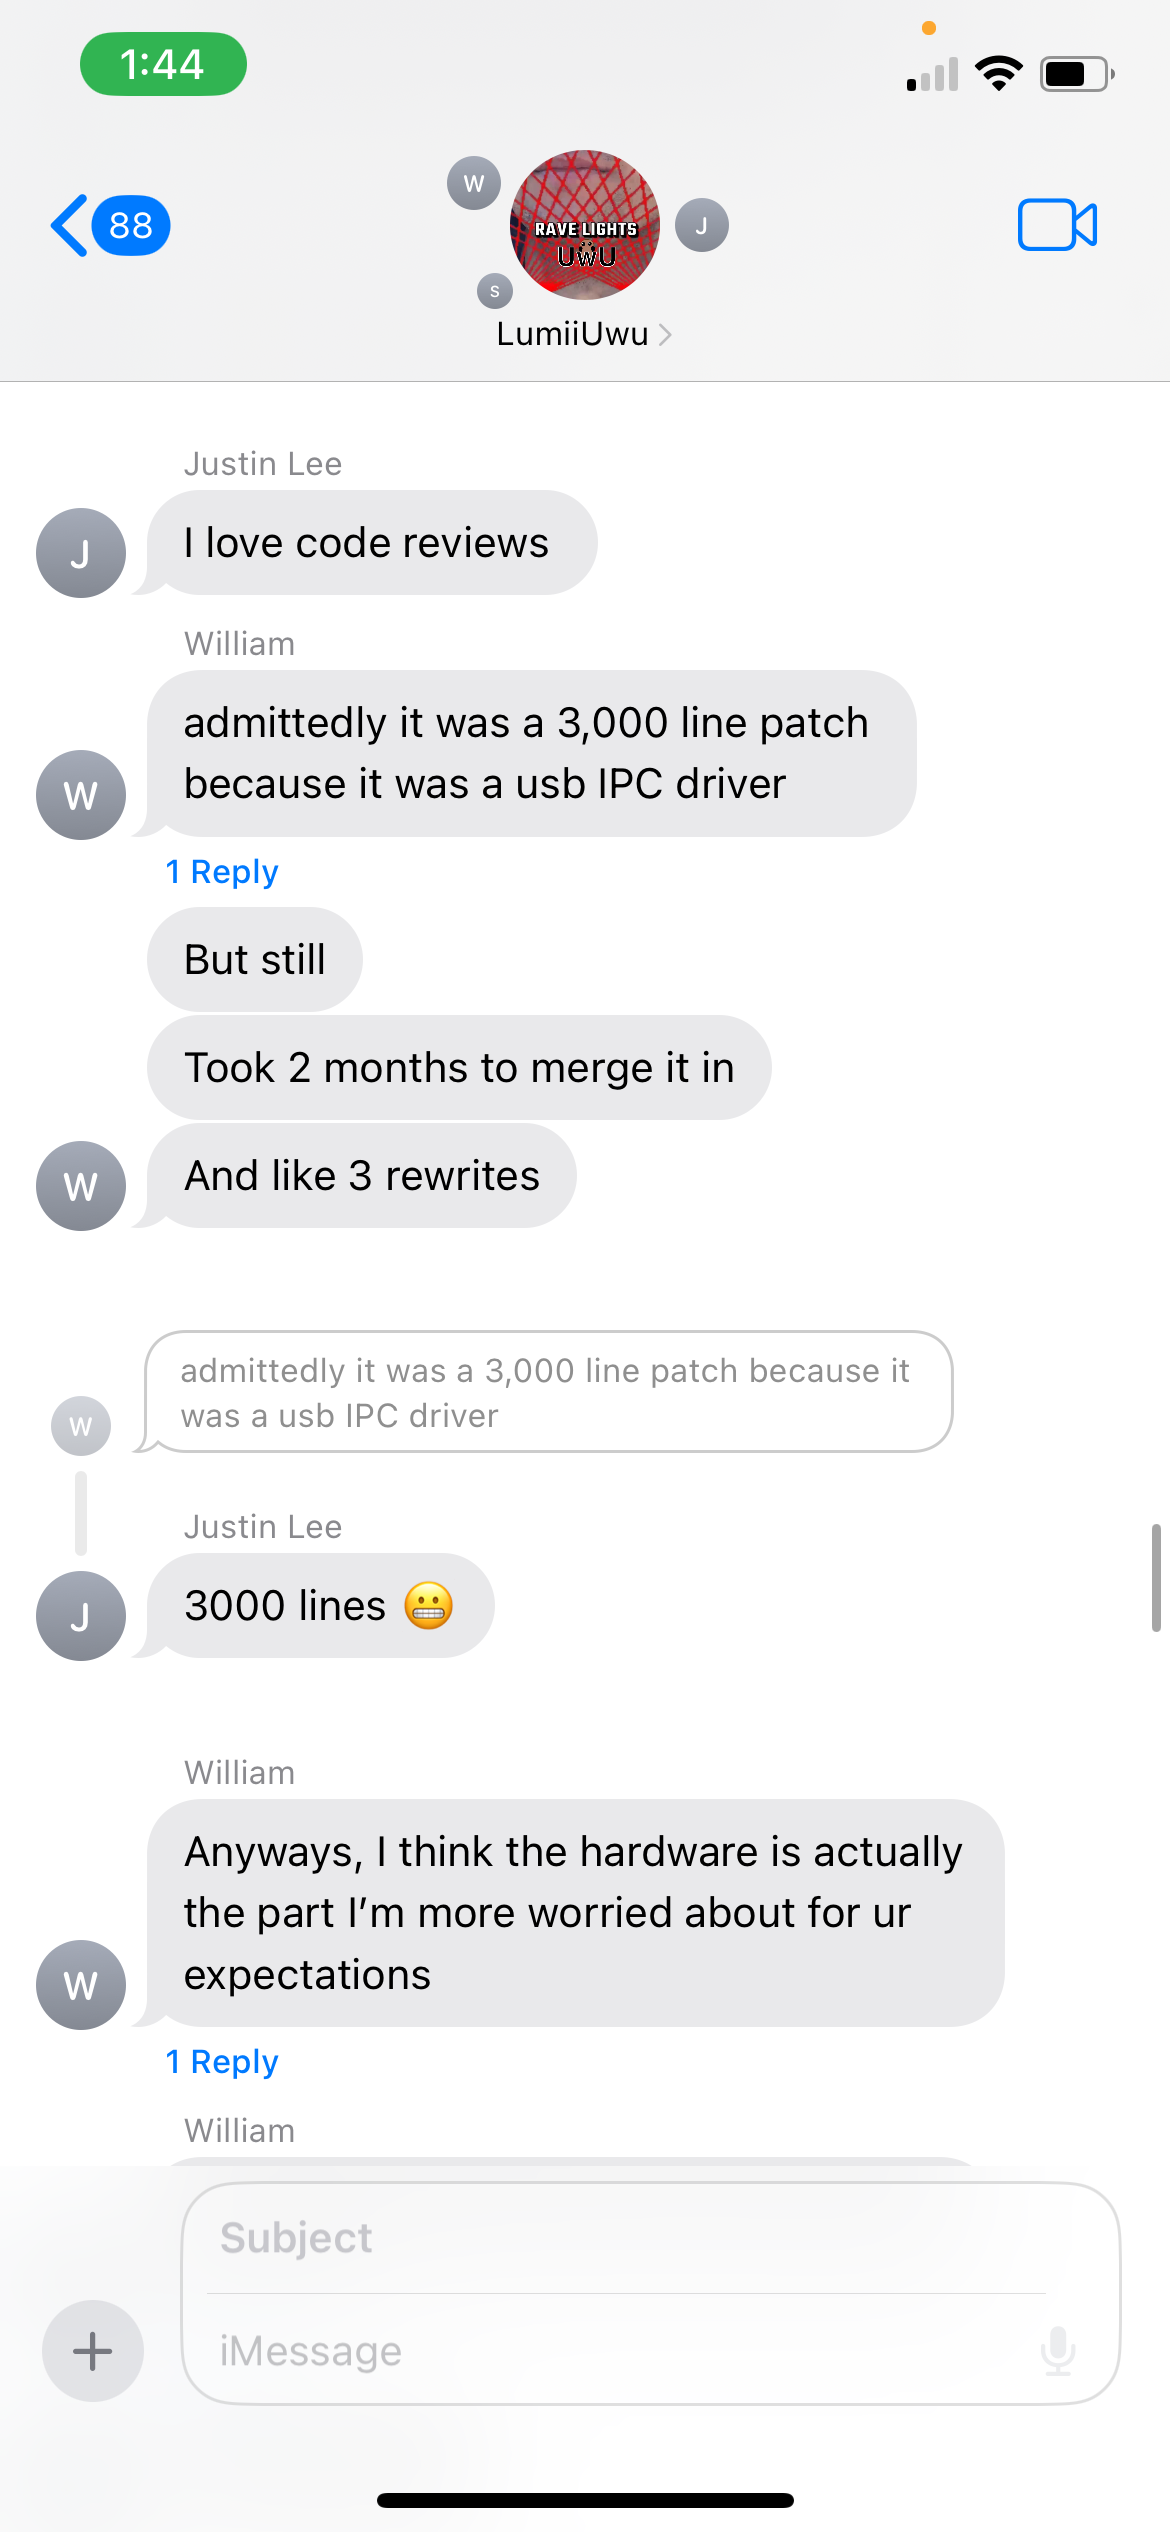 1:44
88
W
RAVE LIGHTS
UWU
J
S
LumiiUwu
Justin Lee
J
I love code reviews
William
admittedly it was a 3,000 line patch
because it was a usb IPC driver
W
1 Reply
But still
Took 2 months to merge it in
And like 3 rewrites
W
admittedly it was a 3,000 line patch because it
was a usb IPC driver
W
Justin Lee
3000 lines 😬
J
William
Anyways, I think the hardware is actually
the part I’m more worried about for ur
expectations
W
1 Reply
William
Subject
iMessage